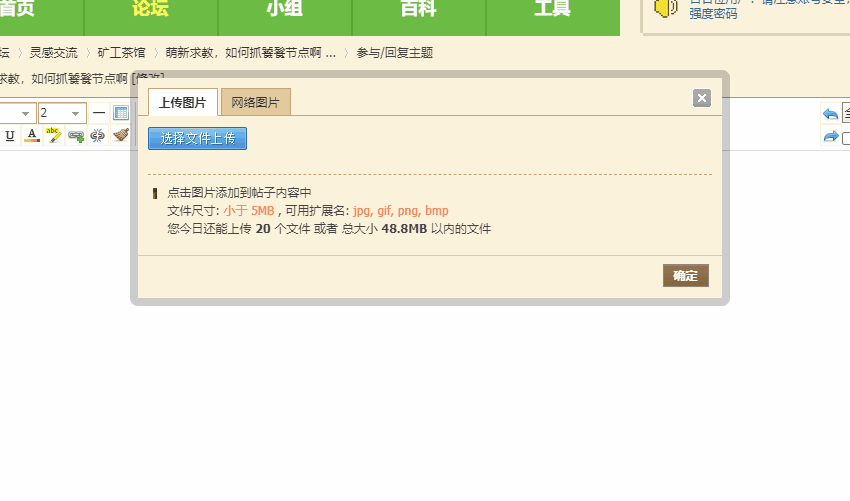 首页 论坛 小组 百科 工具
强度密码
坛 〉 灵感交流 〉 矿工茶馆 〉 萌新求教，如何抓饕餮节点啊 ... 〉 参与/回复主题
求教，如何抓饕餮节点啊 [修改]
上传图片 网络图片
2
U A abc
选择文件上传
点击图片添加到帖子内容中
文件尺寸: 小于 5MB , 可用扩展名: jpg, gif, png, bmp
您今日还能上传 20 个文件 或者 总大小 48.8MB 以内的文件
确定